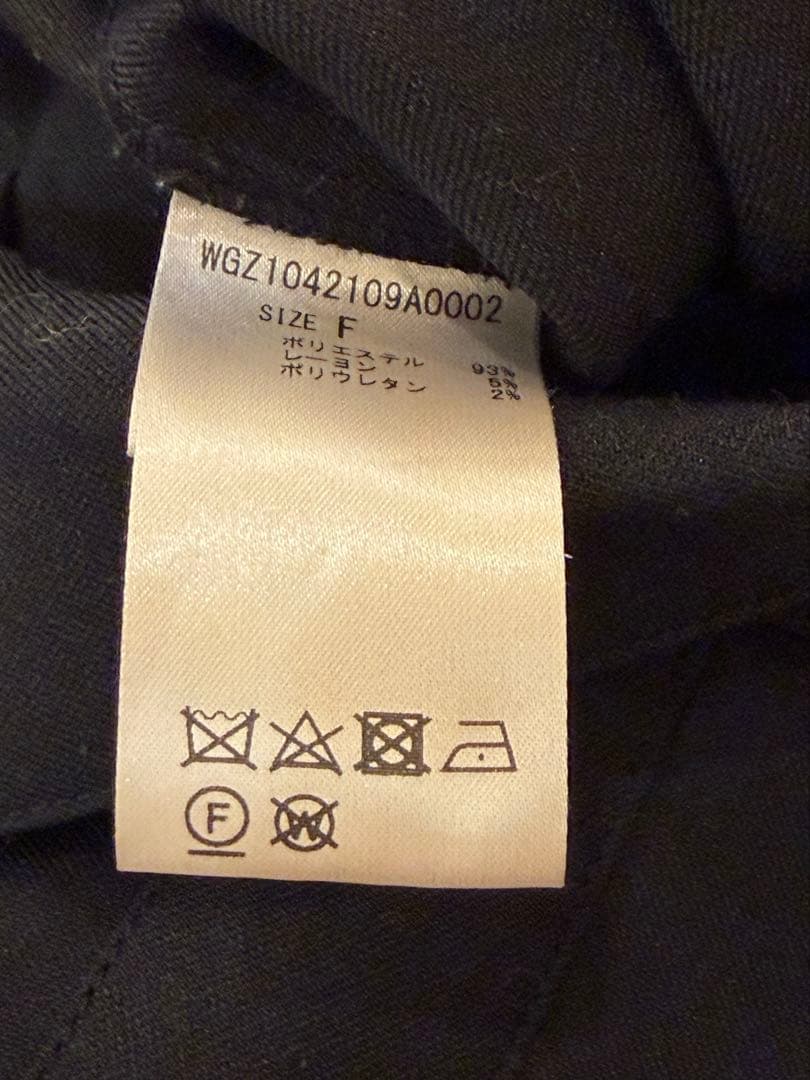 WGZ1042109A0002
SIZE F
ポリエステル 93%
レーヨン 5%
ポリウレタン 2%
F W